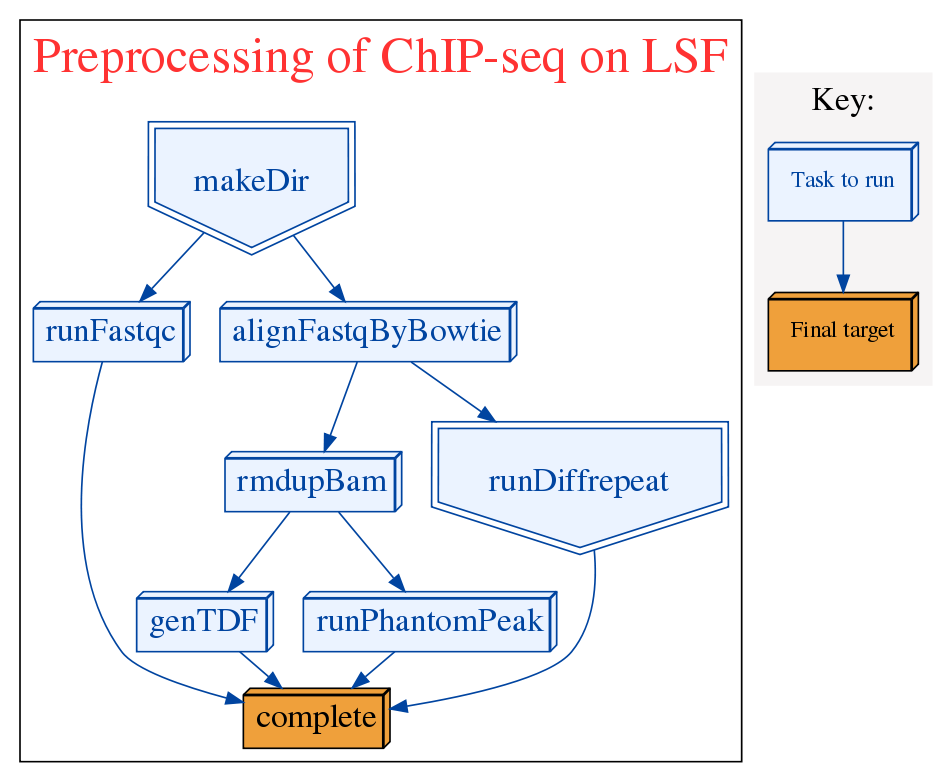 Preprocessing of ChIP-seq on LSF
makeDir
runFastqc
alignFastqByBowtie
rmdupBam
runDiffrepeat
genTDF
runPhantomPeak
complete
Key:
Task to run
Final target